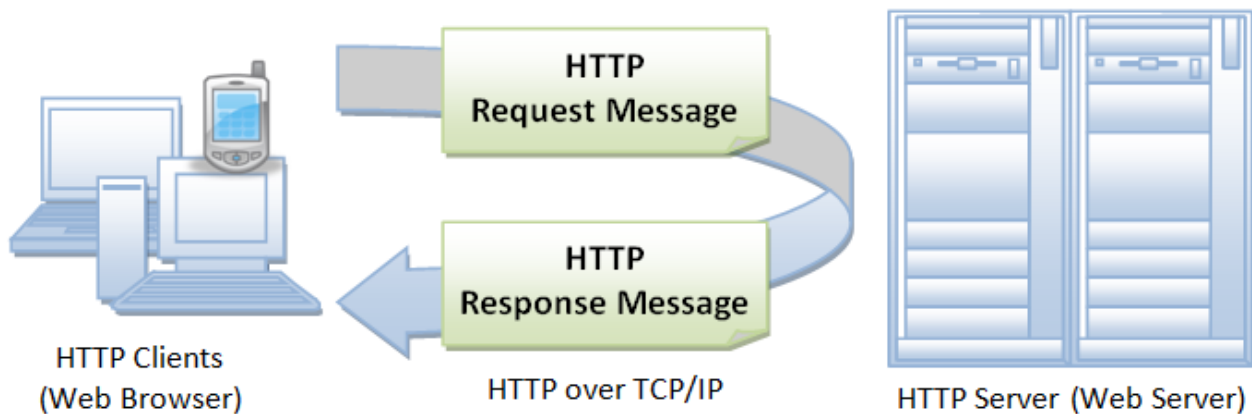 HTTP
Request Message
HTTP
Response Message
HTTP Clients
(Web Browser)
HTTP over TCP/IP
HTTP Server (Web Server)